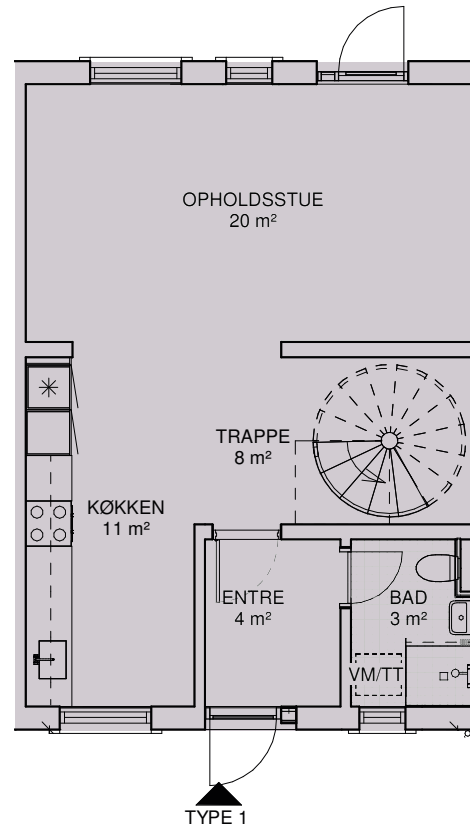 OPHOLDSSTUE
20 m²
TRAPPE
8 m²
KØKKEN
11 m²
ENTRE
4 m²
BAD
3 m²
VM/TT
TYPE 1